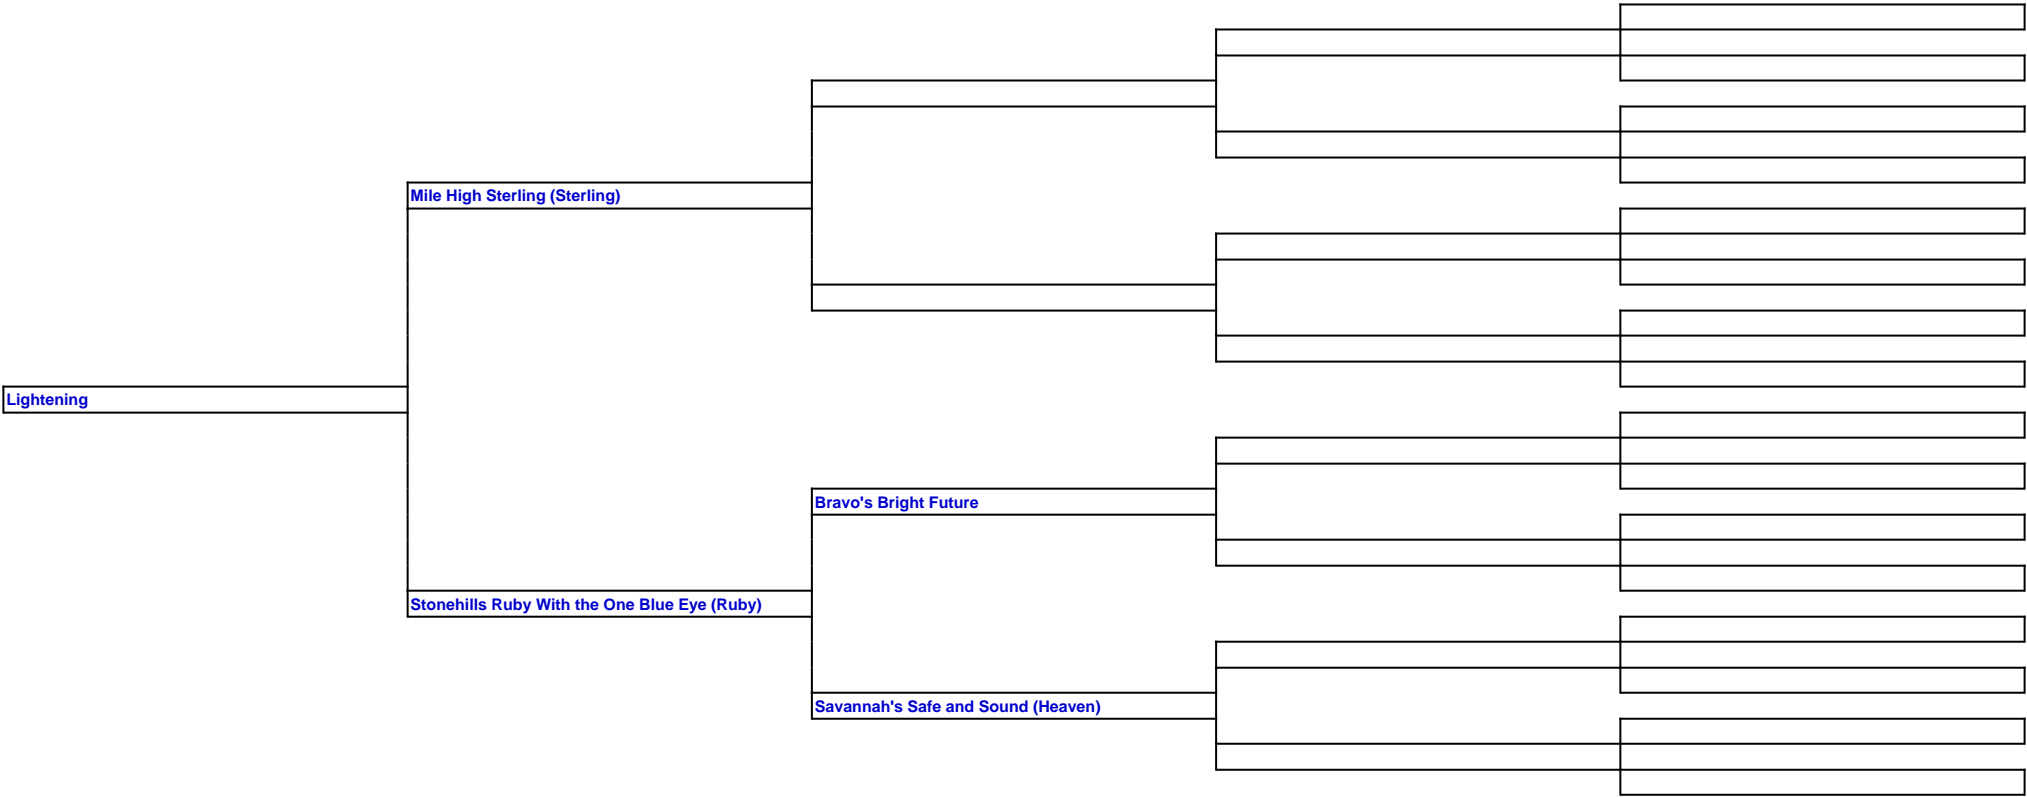 Mile High Sterling (Sterling)
Lightening
Bravo's Bright Future
Stonehills Ruby With the One Blue Eye (Ruby)
Savannah's Safe and Sound (Heaven)